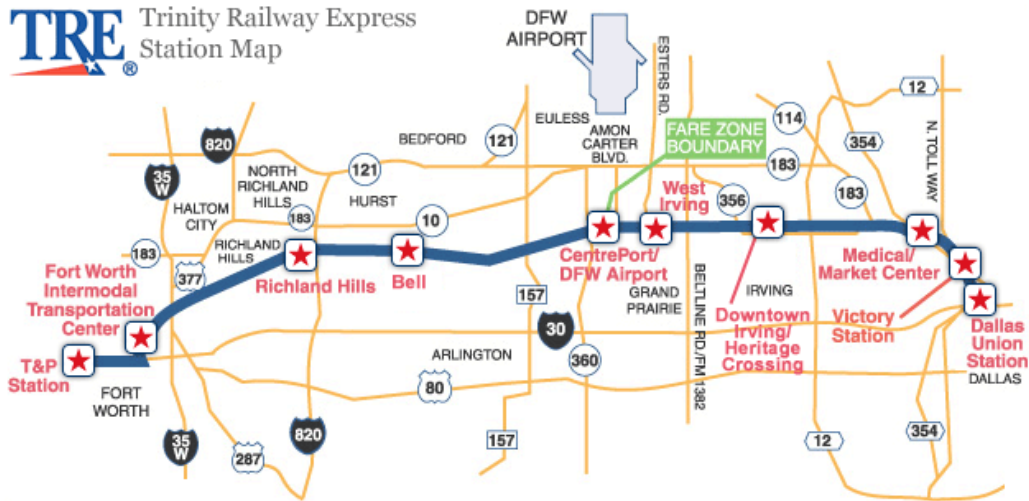 TRE®
Trinity Railway Express
Station Map
DFW
AIRPORT
ESTERS RD.
12
820
121
BEDFORD
121
EULESS
AMON
CARTER
BLVD.
FARE ZONE
BOUNDARY
114
354
N. TOLL WAY
35
W
NORTH
RICHLAND
HILLS
183
HALTOM
CITY
HURST
10
183
West
Irving
356
183
183
RICHLAND
HILLS
377
Fort Worth
Intermodal
Transportation
Center
Richland Hills
Bell
CentrePort/
DFW Airport
GRAND
PRAIRIE
BELTLINE RD./FM 1382
IRVING
Medical/
Market Center
157
30
Downtown
Irving/
Heritage
Crossing
Victory
Station
Dallas
Union
Station
T&P
Station
ARLINGTON
360
80
DALLAS
FORT
WORTH
35
W
820
157
12
354
287